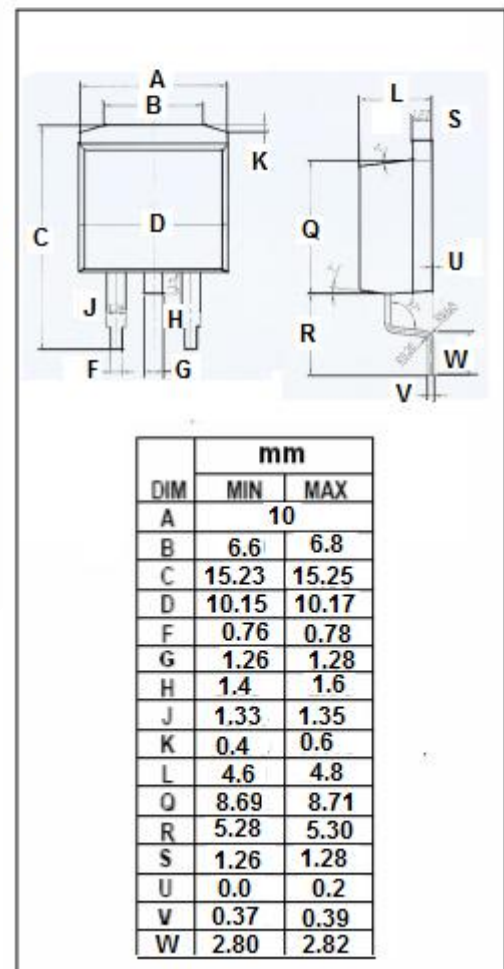 A
B
L
S
K
C
D
Q
U
J
H
R
F
G
W
V
mm
DIM MIN MAX
A 10
B 6.6 6.8
C 15.23 15.25
D 10.15 10.17
F 0.76 0.78
G 1.26 1.28
H 1.4 1.6
J 1.33 1.35
K 0.4 0.6
L 4.6 4.8
Q 8.69 8.71
R 5.28 5.30
S 1.26 1.28
U 0.0 0.2
V 0.37 0.39
W 2.80 2.82